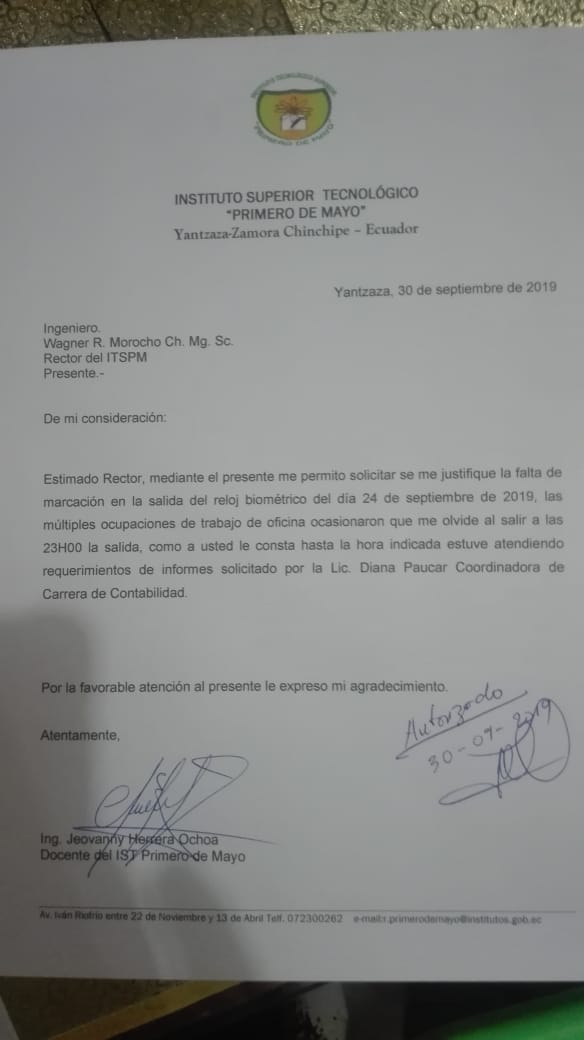 INSTITUTO TECNOLÓGICO SUPERIOR
"PRIMERO DE MAYO"
INSTITUTO SUPERIOR TECNOLÓGICO
"PRIMERO DE MAYO"
Yantzaza-Zamora Chinchipe – Ecuador
Yantzaza, 30 de septiembre de 2019
Ingeniero.
Wagner R. Morocho Ch. Mg. Sc.
Rector del ITSPM
Presente.-
De mi consideración:
Estimado Rector, mediante el presente me permito solicitar se me justifique la falta de
marcación en la salida del reloj biométrico del día 24 de septiembre de 2019, las
múltiples ocupaciones de trabajo de oficina ocasionaron que me olvide al salir a las
23H00 la salida, como a usted le consta hasta la hora indicada estuve atendiendo
requerimientos de informes solicitado por la Lic. Diana Paucar Coordinadora de
Carrera de Contabilidad.
Por la favorable atención al presente le expreso mi agradecimiento.
Autorizado
30-09-2019
Atentamente,
Ing. Jeovanny Herrera Ochoa
Docente del IST Primero de Mayo
Av. Iván Riofrio entre 22 de Noviembre y 13 de Abril Telf. 072300262 e-mail:r.primerodemayo@institutos.gob.ec